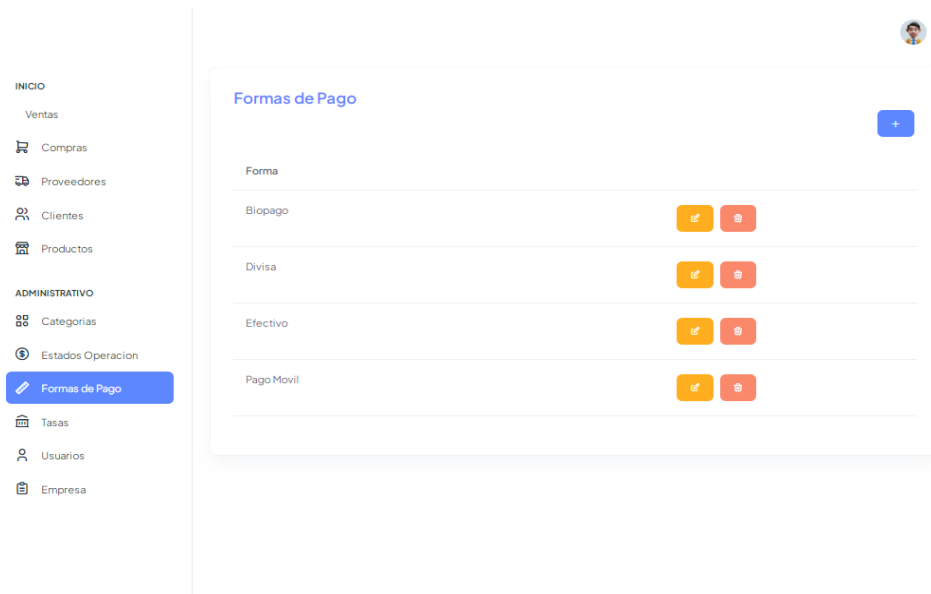 INICIO
Ventas
Compras
Proveedores
Clientes
Productos
ADMINISTRATIVO
Categorias
Estados Operacion
Formas de Pago
Tasas
Usuarios
Empresa
Formas de Pago
+
Forma
Biopago
Divisa
Efectivo
Pago Movil